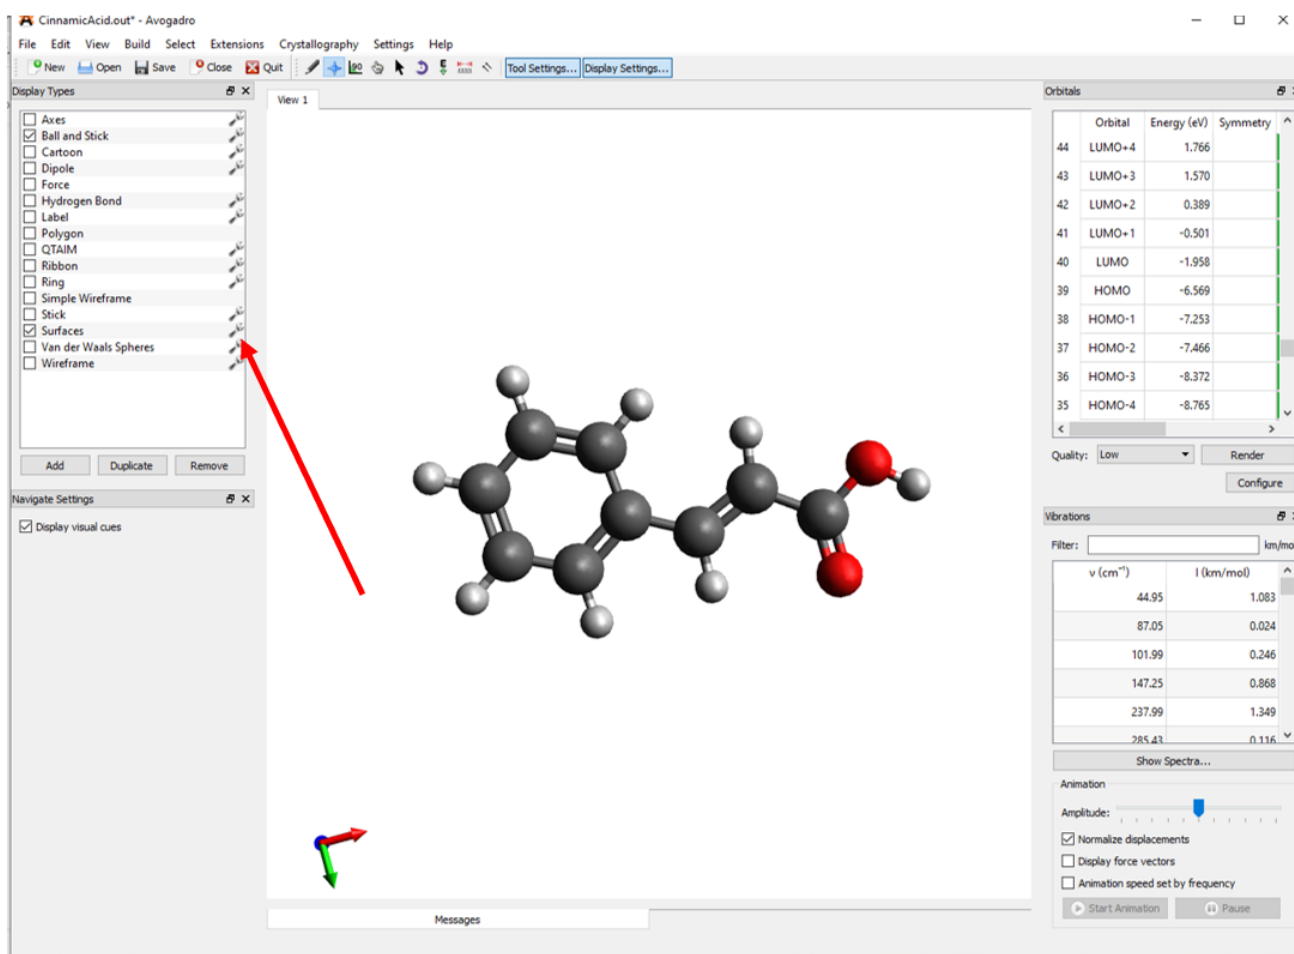 CinnamicAcid.out* - Avogadro
File Edit View Build Select Extensions Crystallography Settings Help
New Open Save Close Quit Tool Settings... Display Settings...
Display Types
Axes
Ball and Stick
Cartoon
Dipole
Force
Hydrogen Bond
Label
Polygon
QTAIM
Ribbon
Ring
Simple Wireframe
Stick
Surfaces
Van der Waals Spheres
Wireframe
Add Duplicate Remove
Navigate Settings
Display visual cues
View 1
Messages
Orbitals
Orbital Energy (eV) Symmetry
44 LUMO+4 1.766
43 LUMO+3 1.570
42 LUMO+2 0.389
41 LUMO+1 -0.501
40 LUMO -1.958
39 HOMO -6.569
38 HOMO-1 -7.253
37 HOMO-2 -7.466
36 HOMO-3 -8.372
35 HOMO-4 -8.765
Quality: Low Render
Configure
Vibrations
Filter: km/mo
ν (cm⁻¹) I (km/mol)
44.95 1.083
87.05 0.024
101.99 0.246
147.25 0.868
237.99 1.349
285.43 0.116
Show Spectra...
Animation
Amplitude:
Normalize displacements
Display force vectors
Animation speed set by frequency
Start Animation Pause